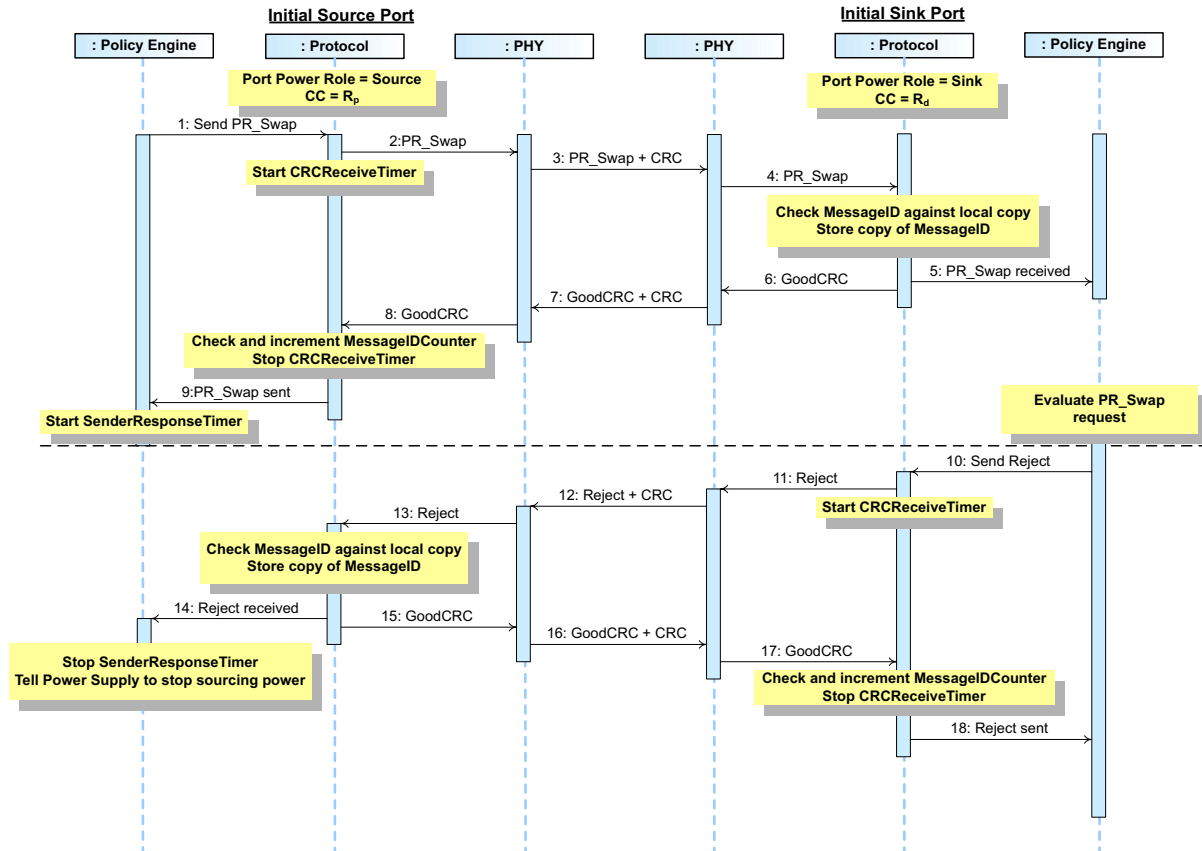 Initial Source Port
Initial Sink Port
: Policy Engine
: Protocol
: PHY
: PHY
: Protocol
: Policy Engine
Port Power Role = Source
CC = Rp
Port Power Role = Sink
CC = Rd
1: Send PR_Swap
2:PR_Swap
Start CRCReceiveTimer
3: PR_Swap + CRC
4: PR_Swap
Check MessageID against local copy
Store copy of MessageID
5: PR_Swap received
6: GoodCRC
7: GoodCRC + CRC
8: GoodCRC
Check and increment MessageIDCounter
Stop CRCReceiveTimer
9:PR_Swap sent
Start SenderResponseTimer
Evaluate PR_Swap
request
10: Send Reject
11: Reject
Start CRCReceiveTimer
12: Reject + CRC
13: Reject
Check MessageID against local copy
Store copy of MessageID
14: Reject received
15: GoodCRC
16: GoodCRC + CRC
17: GoodCRC
Stop SenderResponseTimer
Tell Power Supply to stop sourcing power
Check and increment MessageIDCounter
Stop CRCReceiveTimer
18: Reject sent